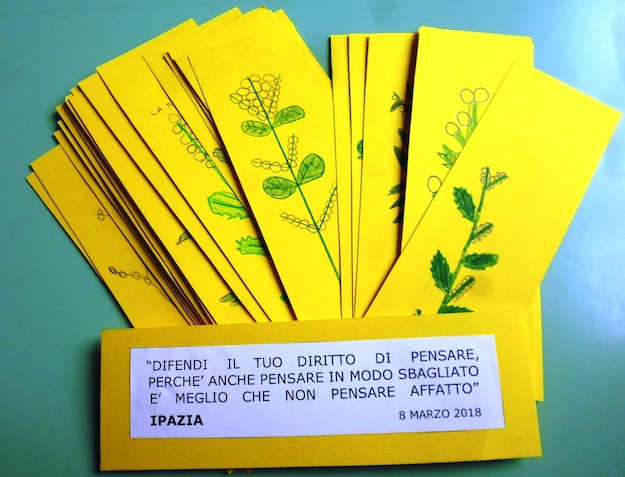 “DIFENDI IL TUO DIRITTO DI PENSARE,
PERCHE’ ANCHE PENSARE IN MODO SBAGLIATO
E’ MEGLIO CHE NON PENSARE AFFATTO”
IPAZIA
8 MARZO 2018